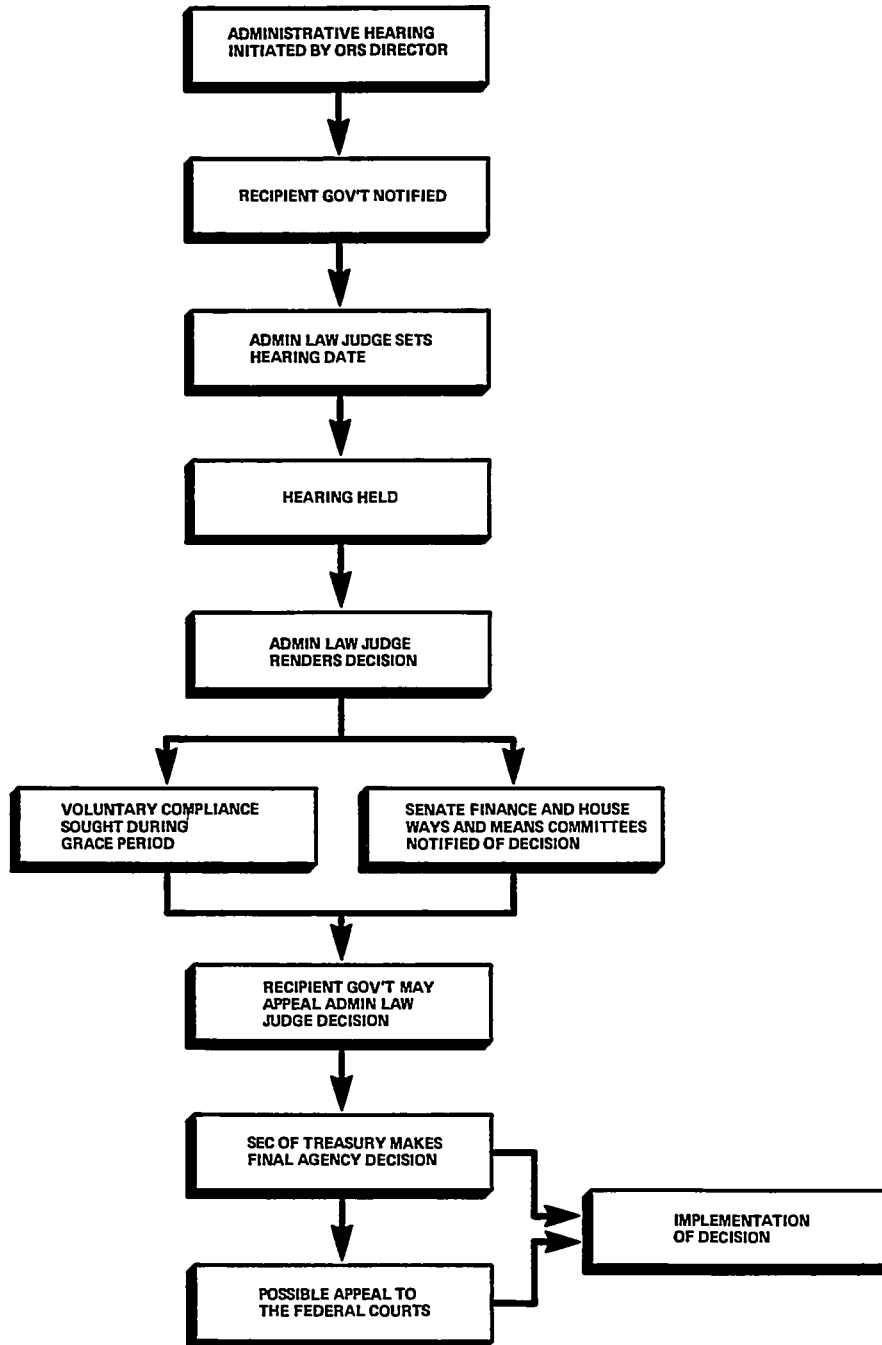 ADMINISTRATIVE HEARING
INITIATED BY ORS DIRECTOR
RECIPIENT GOV'T NOTIFIED
ADMIN LAW JUDGE SETS
HEARING DATE
HEARING HELD
ADMIN LAW JUDGE
RENDERS DECISION
VOLUNTARY COMPLIANCE
SOUGHT DURING
GRACE PERIOD
SENATE FINANCE AND HOUSE
WAYS AND MEANS COMMITTEES
NOTIFIED OF DECISION
RECIPIENT GOV'T MAY
APPEAL ADMIN LAW
JUDGE DECISION
SEC OF TREASURY MAKES
FINAL AGENCY DECISION
IMPLEMENTATION
OF DECISION
POSSIBLE APPEAL TO
THE FEDERAL COURTS